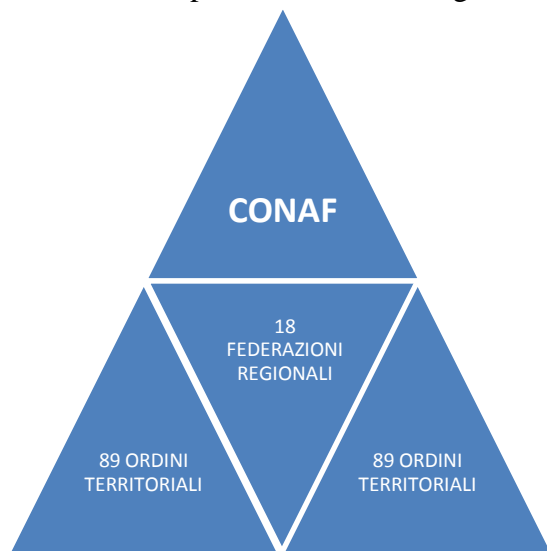 CONAF
18
FEDERAZIONI
REGIONALI
89 ORDINI
TERRITORIALI
89 ORDINI
TERRITORIALI